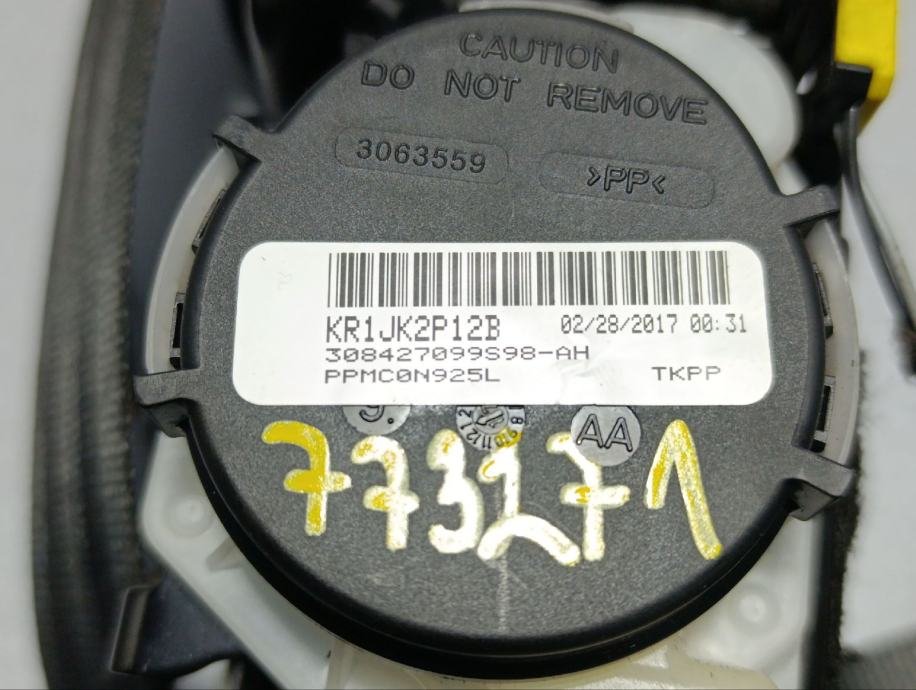 CAUTION
DO NOT REMOVE
3063559
>PP<
KR1JK2P12B 02/28/2017 00:31
308427099S98-AH
PPMC0N925L TKPP
AA
773271